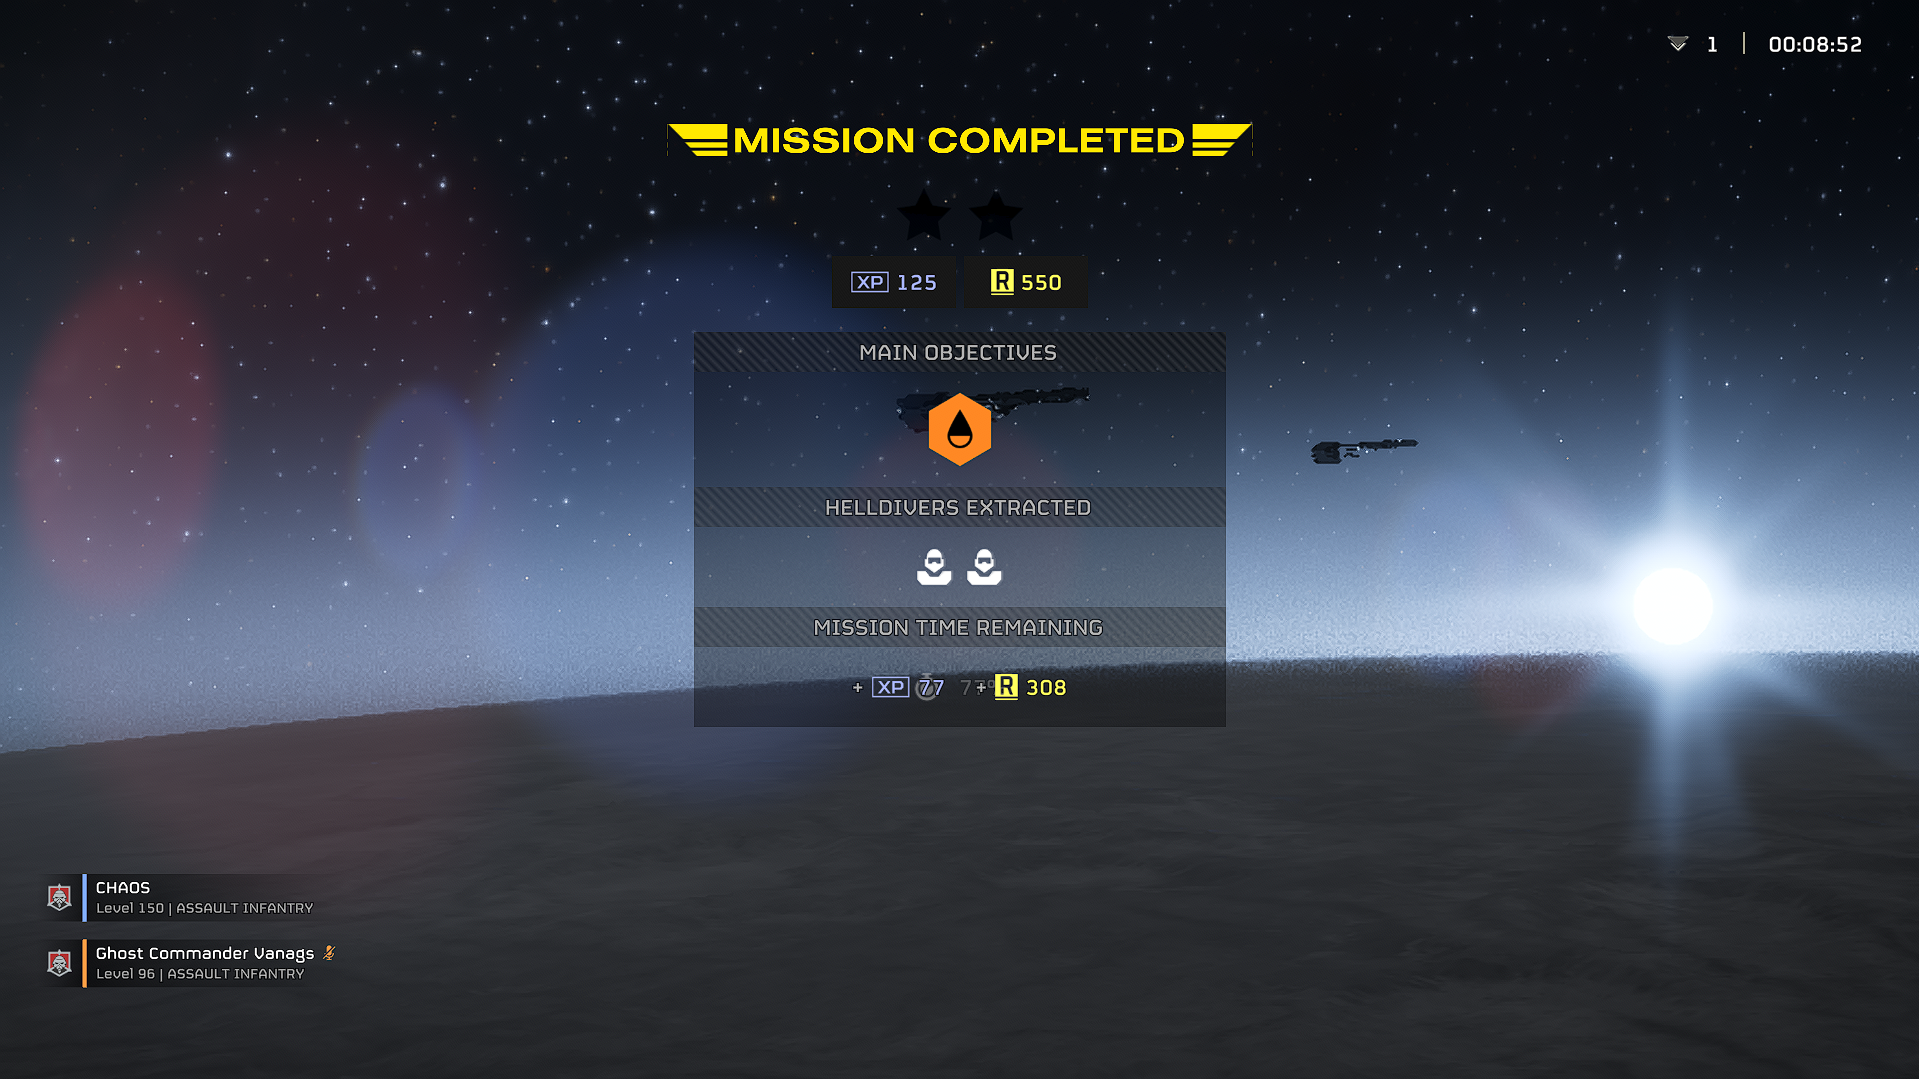 1 | 00:08:52
MISSION COMPLETED
XP 125 R 550
MAIN OBJECTIVES
HELLDIVERS EXTRACTED
MISSION TIME REMAINING
+ XP 77 + R 308
CHAOS
Level 150 | ASSAULT INFANTRY
Ghost Commander Vanags
Level 96 | ASSAULT INFANTRY